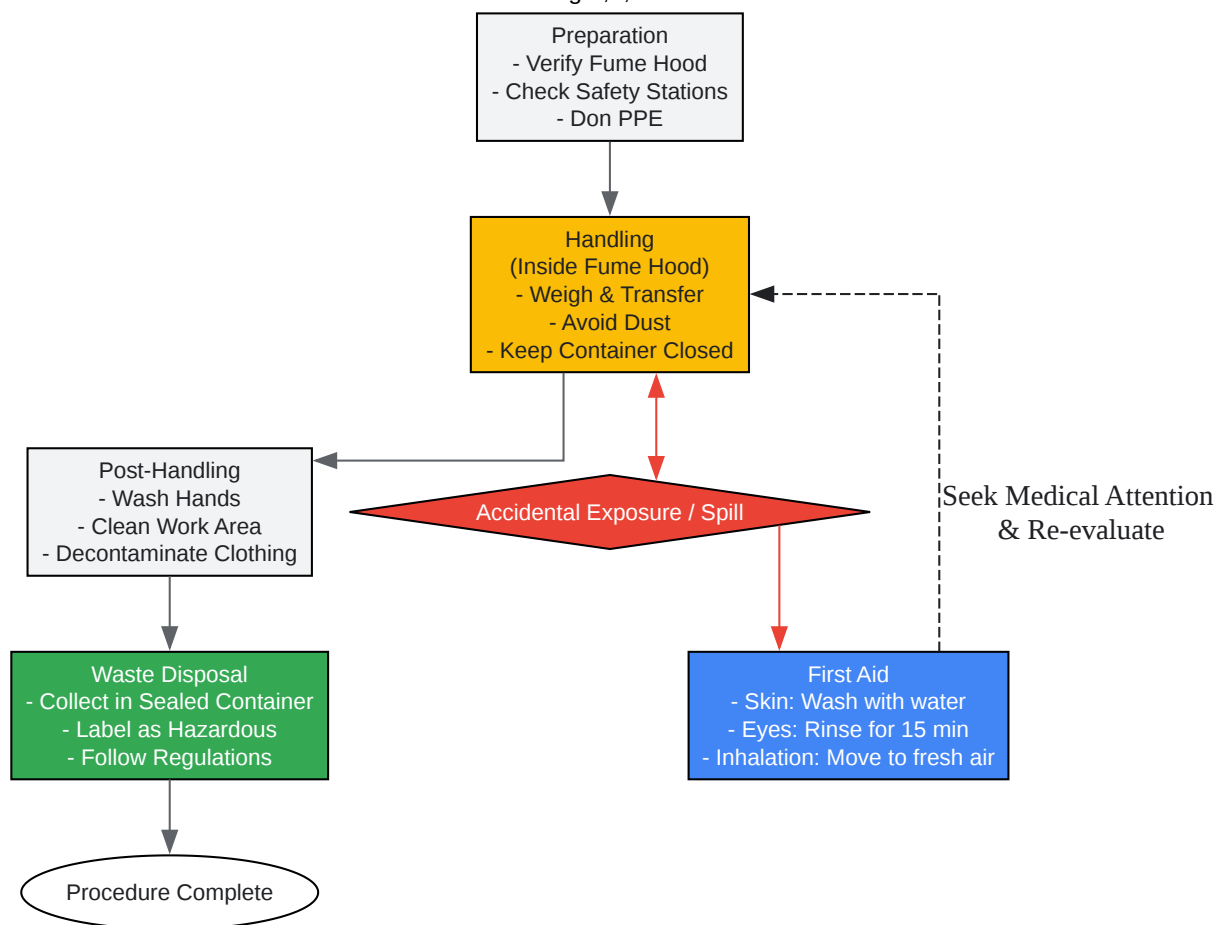 Preparation
- Verify Fume Hood
- Check Safety Stations
- Don PPE
Handling
(Inside Fume Hood)
- Weigh & Transfer
- Avoid Dust
- Keep Container Closed
Post-Handling
- Wash Hands
- Clean Work Area
- Decontaminate Clothing
Accidental Exposure / Spill
Seek Medical Attention
& Re-evaluate
Waste Disposal
- Collect in Sealed Container
- Label as Hazardous
- Follow Regulations
First Aid
- Skin: Wash with water
- Eyes: Rinse for 15 min
- Inhalation: Move to fresh air
Procedure Complete